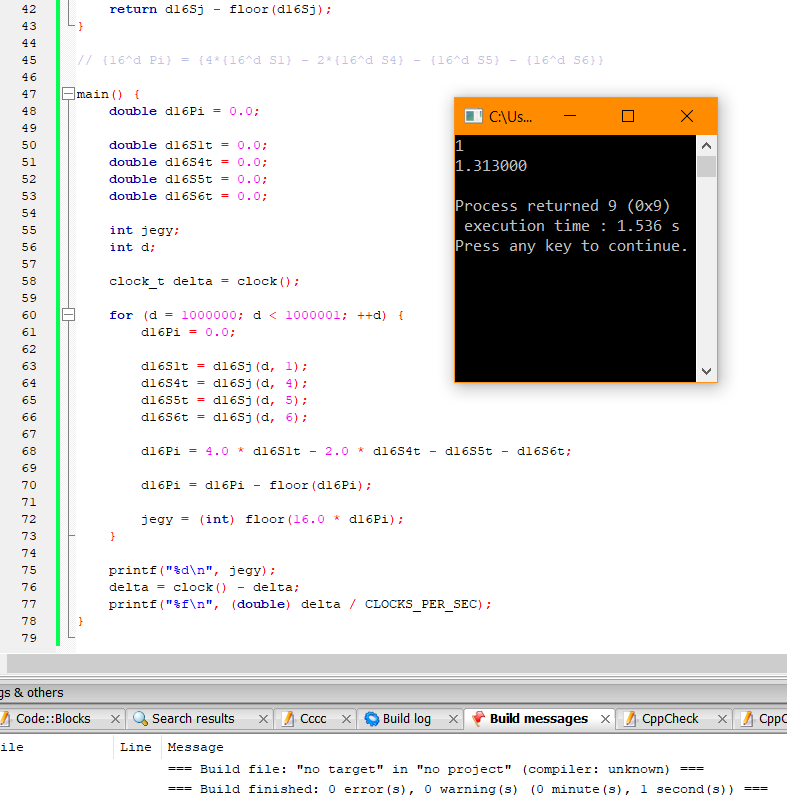 42 return d16Sj - floor(d16Sj);
43 }
44
45 // {16^d Pi} = {4*{16^d S1} - 2*{16^d S4} - {16^d S5} - {16^d S6}}
46
47 main() {
48 double d16Pi = 0.0;
49
50 double d16S1t = 0.0;
51 double d16S4t = 0.0;
52 double d16S5t = 0.0;
53 double d16S6t = 0.0;
54
55 int jegy;
56 int d;
57
58 clock_t delta = clock();
59
60 for (d = 1000000; d < 1000001; ++d) {
61 d16Pi = 0.0;
62
63 d16S1t = d16Sj(d, 1);
64 d16S4t = d16Sj(d, 4);
65 d16S5t = d16Sj(d, 5);
66 d16S6t = d16Sj(d, 6);
67
68 d16Pi = 4.0 * d16S1t - 2.0 * d16S4t - d16S5t - d16S6t;
69
70 d16Pi = d16Pi - floor(d16Pi);
71
72 jegy = (int) floor(16.0 * d16Pi);
73 }
74
75 printf("%d\n", jegy);
76 delta = clock() - delta;
77 printf("%f\n", (double) delta / CLOCKS_PER_SEC);
78 }
79
C:\Us...
1
1.313000
Process returned 9 (0x9)
execution time : 1.536 s
Press any key to continue.
gs & others
Code::Blocks Search results Cccc Build log Build messages CppCheck CppC
ile Line Message
=== Build file: "no target" in "no project" (compiler: unknown) ===
=== Build finished: 0 error(s), 0 warning(s) (0 minute(s), 1 second(s)) ===